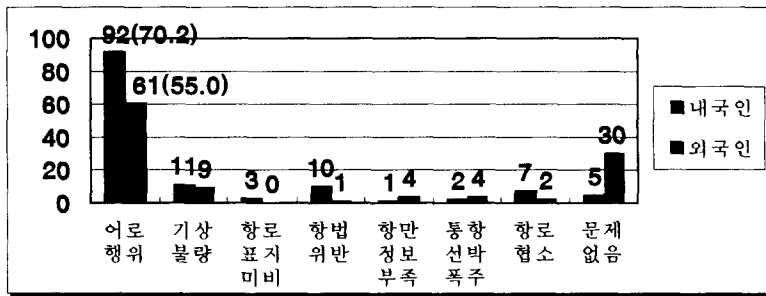 100
80
60
40
20
0
92(70.2)
61(55.0)
11 9
3 0
10 1
1 4
2 4
7 2
5 30
내국인
외국인
어로 행위
기상 불량
항로 표지 미비
항법 위반
항만 정보 부족
통항 선박 폭주
항로 협소
문제 없음